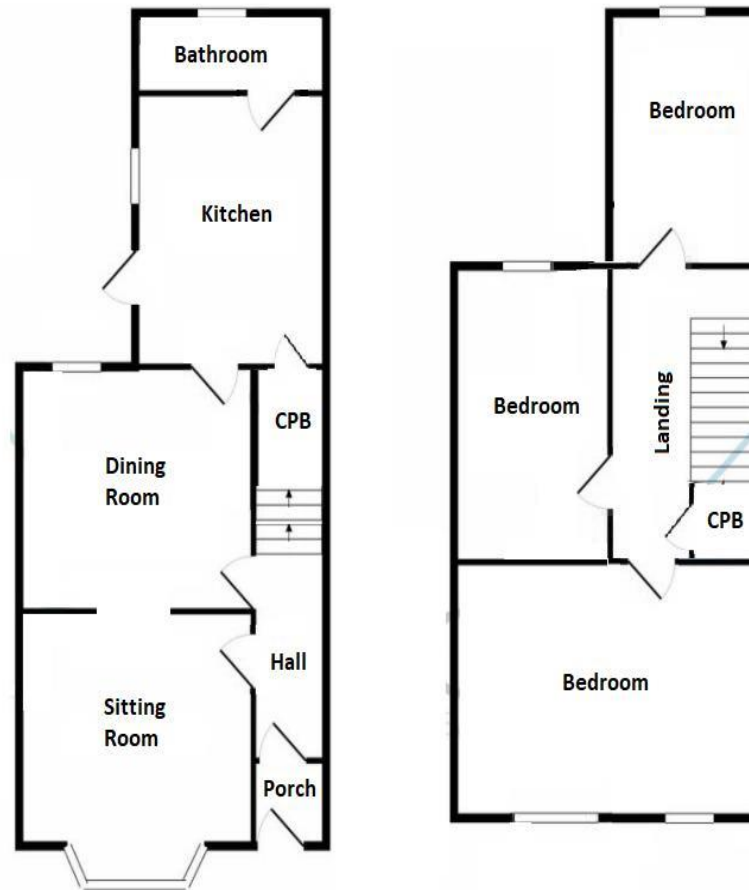 Bathroom
Kitchen
CPB
Dining
Room
Hall
Sitting
Room
Porch
Bedroom
Bedroom
Landing
CPB
Bedroom